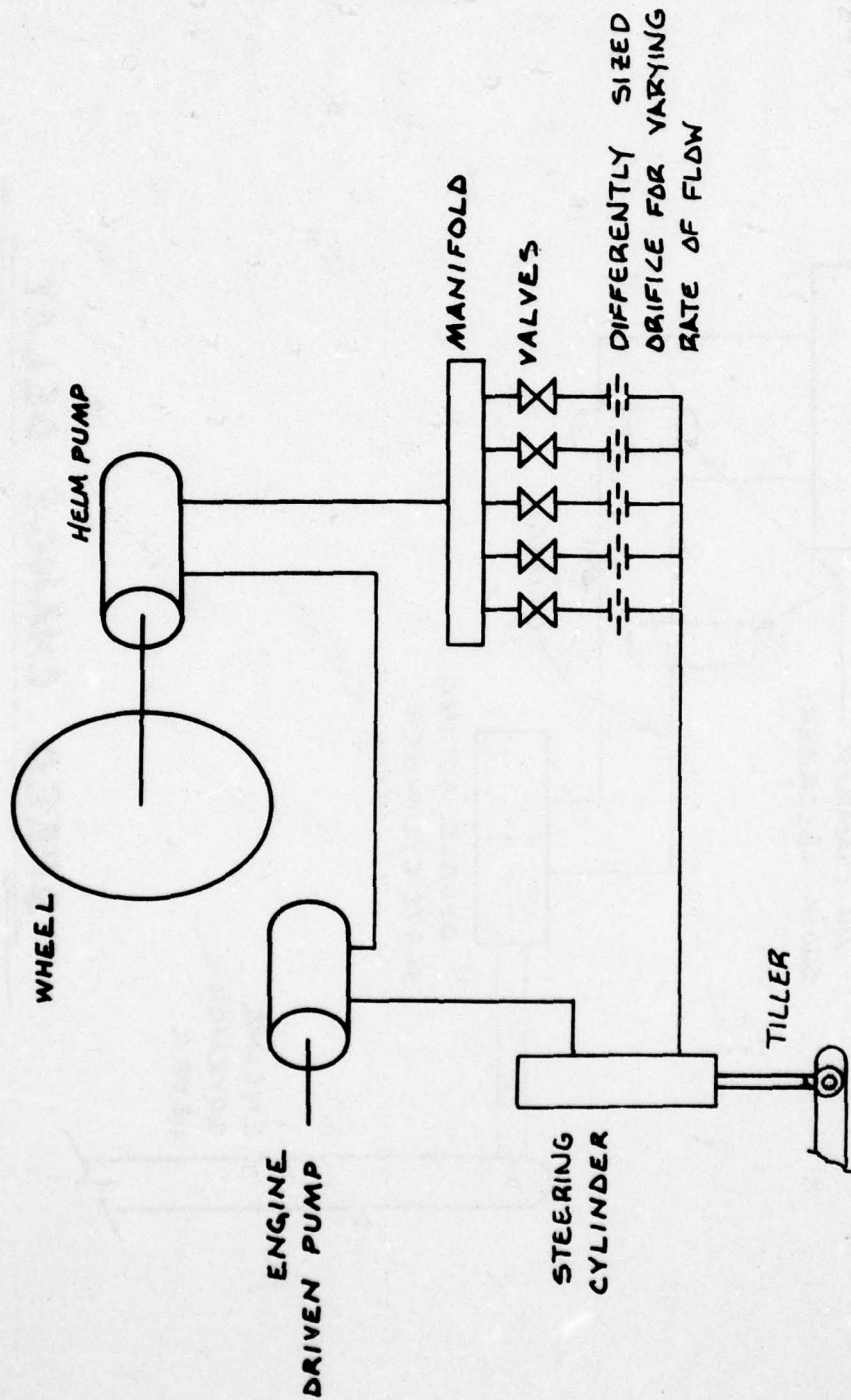 WHEEL
HELM PUMP
ENGINE
DRIVEN PUMP
MANIFOLD
VALVES
STEERING
CYLINDER
DIFFERENTLY SIZED
ORIFICE FOR VARYING
RATE OF FLOW
TILLER